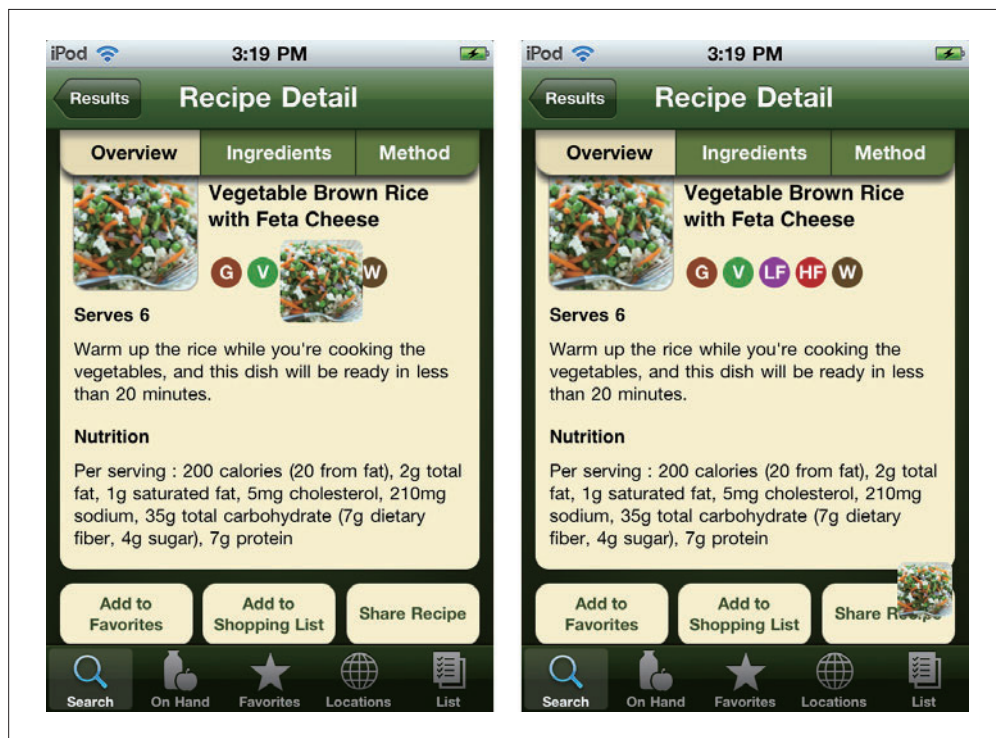 iPod 3:19 PM
Results Recipe Detail
Overview Ingredients Method
Vegetable Brown Rice
with Feta Cheese
G V W
Serves 6
Warm up the rice while you're cooking the
vegetables, and this dish will be ready in less
than 20 minutes.
Nutrition
Per serving : 200 calories (20 from fat), 2g total
fat, 1g saturated fat, 5mg cholesterol, 210mg
sodium, 35g total carbohydrate (7g dietary
fiber, 4g sugar), 7g protein
Add to
Favorites
Add to
Shopping List
Share Recipe
Search On Hand Favorites Locations List
iPod 3:19 PM
Results Recipe Detail
Overview Ingredients Method
Vegetable Brown Rice
with Feta Cheese
G V LF HF W
Serves 6
Warm up the rice while you're cooking the
vegetables, and this dish will be ready in less
than 20 minutes.
Nutrition
Per serving : 200 calories (20 from fat), 2g total
fat, 1g saturated fat, 5mg cholesterol, 210mg
sodium, 35g total carbohydrate (7g dietary
fiber, 4g sugar), 7g protein
Add to
Favorites
Add to
Shopping List
Share Recipe
Search On Hand Favorites Locations List